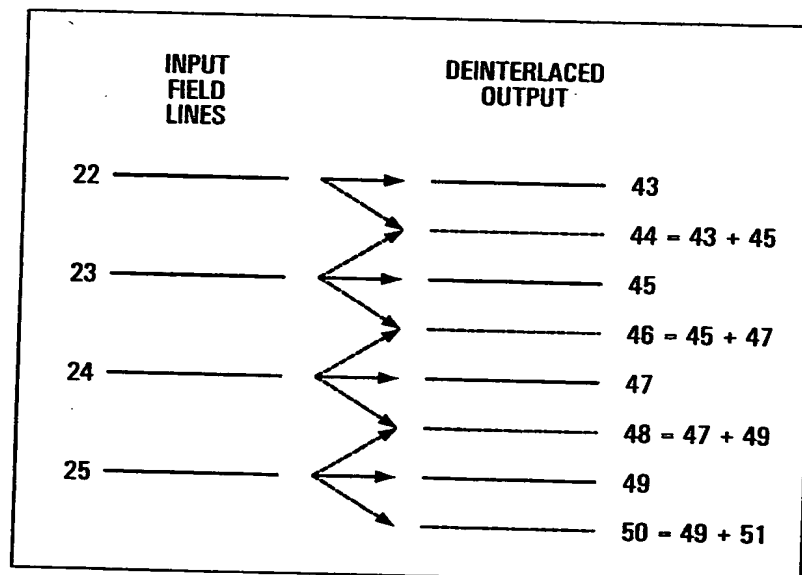 INPUT
FIELD
LINES
DEINTERLACED
OUTPUT
22
43
44 = 43 + 45
23
45
46 = 45 + 47
24
47
48 = 47 + 49
25
49
50 = 49 + 51